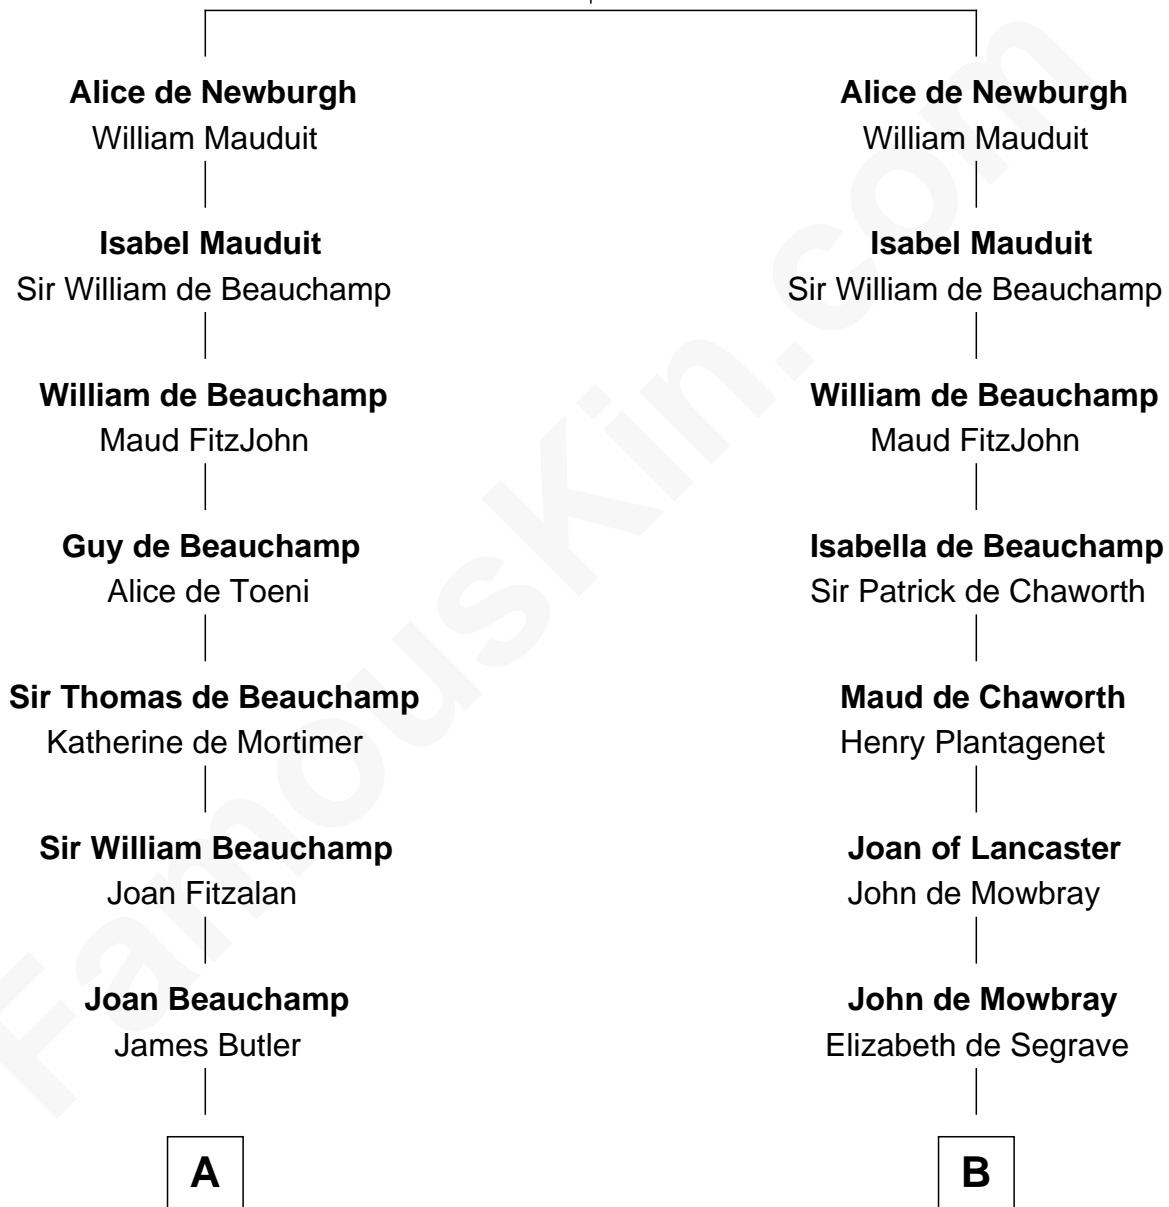 Alice de Newburgh
William Mauduit
Isabel Mauduit
Sir William de Beauchamp
William de Beauchamp
Maud FitzJohn
Guy de Beauchamp
Alice de Toeni
Sir Thomas de Beauchamp
Katherine de Mortimer
Sir William Beauchamp
Joan Fitzalan
Joan Beauchamp
James Butler
A
Alice de Newburgh
William Mauduit
Isabel Mauduit
Sir William de Beauchamp
William de Beauchamp
Maud FitzJohn
Isabella de Beauchamp
Sir Patrick de Chaworth
Maud de Chaworth
Henry Plantagenet
Joan of Lancaster
John de Mowbray
John de Mowbray
Elizabeth de Segrave
B
FamousKin.com